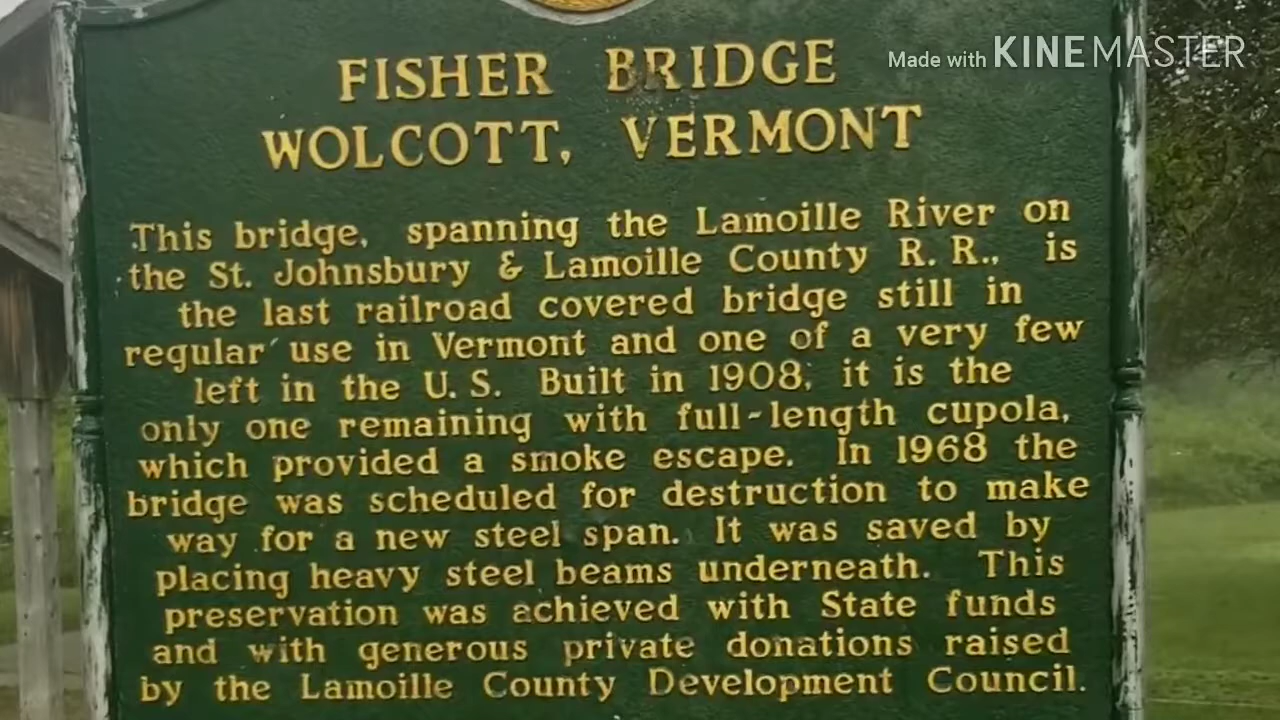 Made with KINEMASTER
FISHER BRIDGE
WOLCOTT, VERMONT
This bridge, spanning the Lamoille River on
the St. Johnsbury & Lamoille County R. R., is
the last railroad covered bridge still in
regular use in Vermont and one of a very few
left in the U. S. Built in 1908, it is the
only one remaining with full-length cupola,
which provided a smoke escape. In 1968 the
bridge was scheduled for destruction to make
way for a new steel span. It was saved by
placing heavy steel beams underneath. This
preservation was achieved with State funds
and with generous private donations raised
by the Lamoille County Development Council.